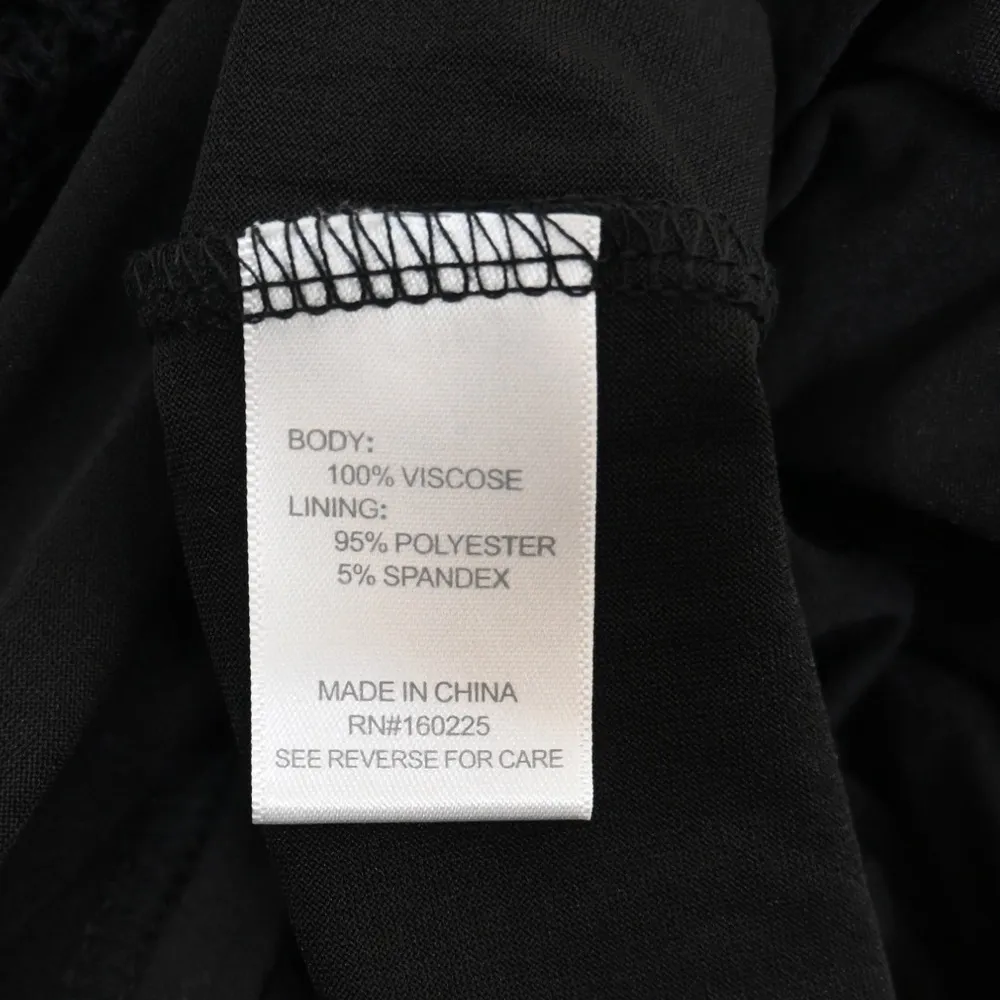 BODY:
100% VISCOSE
LINING:
95% POLYESTER
5% SPANDEX
MADE IN CHINA
RN#160225
SEE REVERSE FOR CARE